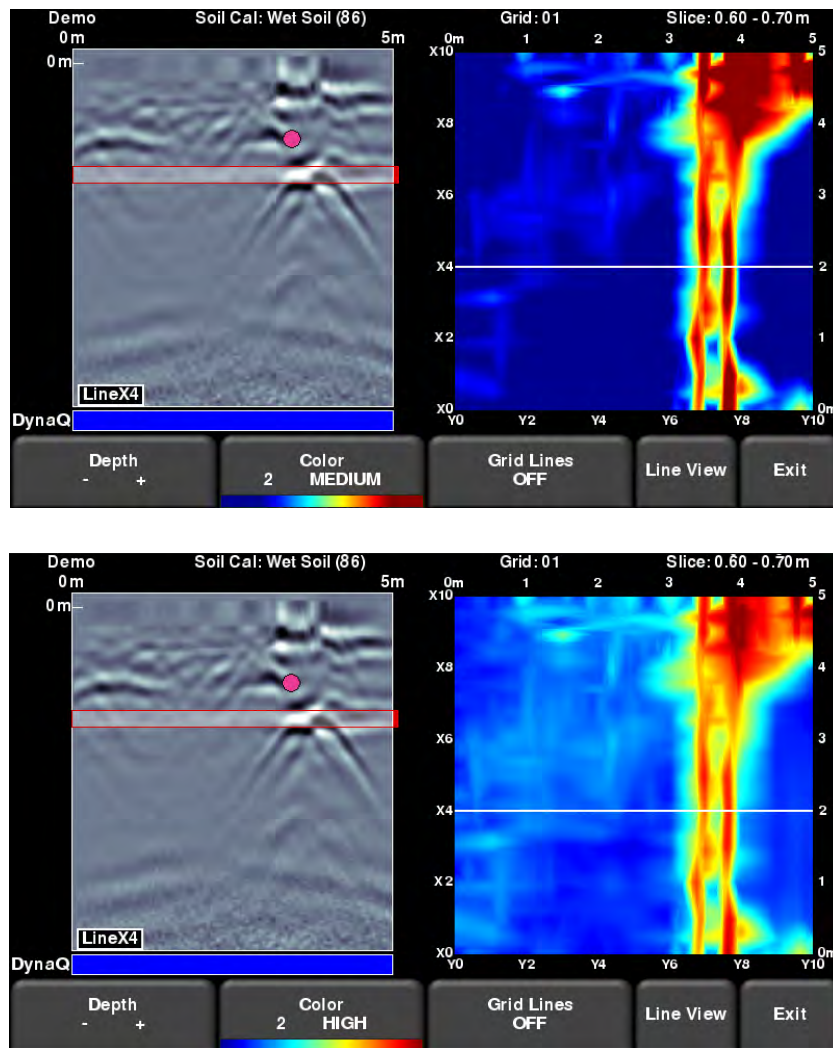 Demo Soil Cal: Wet Soil (86) Grid: 01 Slice: 0.60 - 0.70 m
0m 5m 0m 1 2 3 4 5
0m
X10 5
X8 4
X6 3
X4 2
X2 1
X0 0m
LineX4
Y0 Y2 Y4 Y6 Y8 Y10
DynaQ
Depth Color Grid Lines Line View Exit
- + 2 MEDIUM OFF
Demo Soil Cal: Wet Soil (86) Grid: 01 Slice: 0.60 - 0.70 m
0m 5m 0m 1 2 3 4 5
0m
X10
X8 4
X6 3
X4 2
X2 1
X0 0m
LineX4
Y0 Y2 Y4 Y6 Y8 Y10
DynaQ
Depth Color Grid Lines Line View Exit
- + 2 HIGH OFF